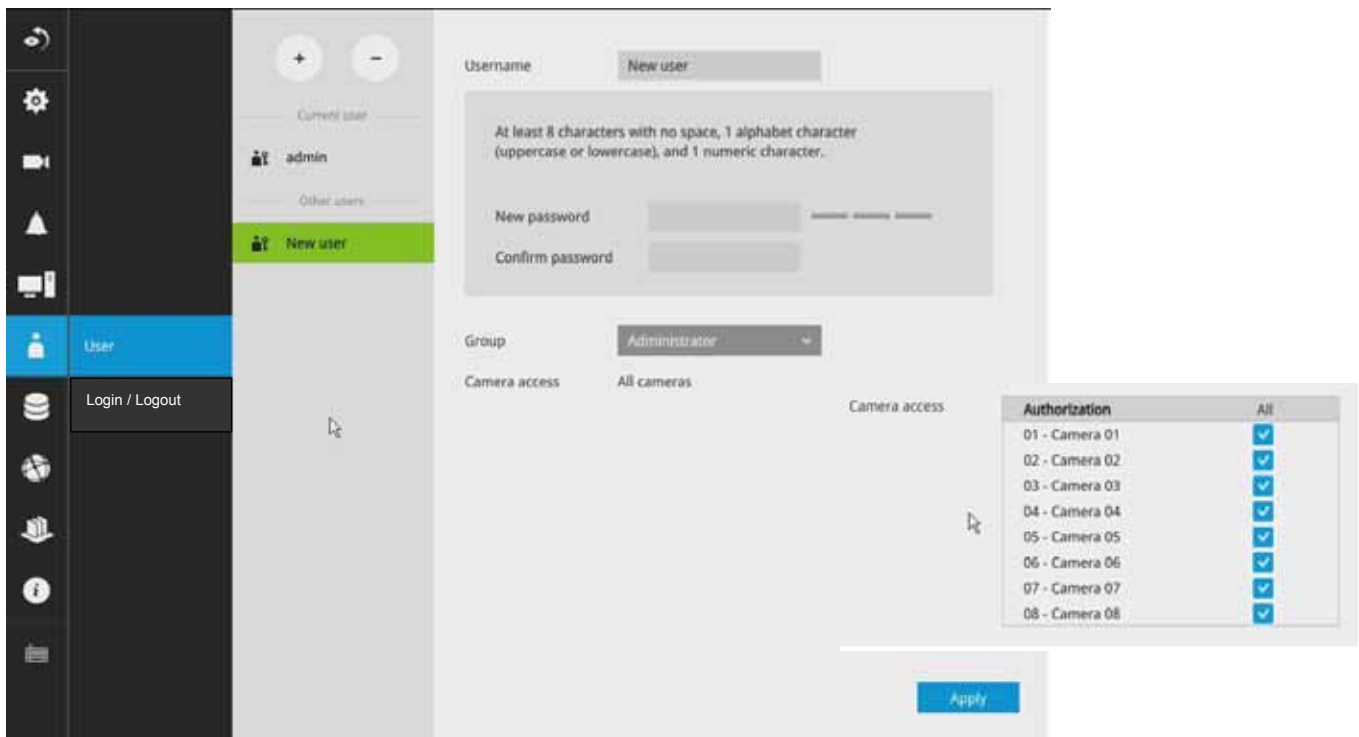 +
-
Current user
admin
Other users
New user
User
Login / Logout
Username
New user
At least 8 characters with no space, 1 alphabet character
(uppercase or lowercase), and 1 numeric character.
New password
Confirm password
Group
Administrator
Camera access
All cameras
Camera access
Authorization All
01 - Camera 01
02 - Camera 02
03 - Camera 03
04 - Camera 04
05 - Camera 05
06 - Camera 06
07 - Camera 07
08 - Camera 08
Apply